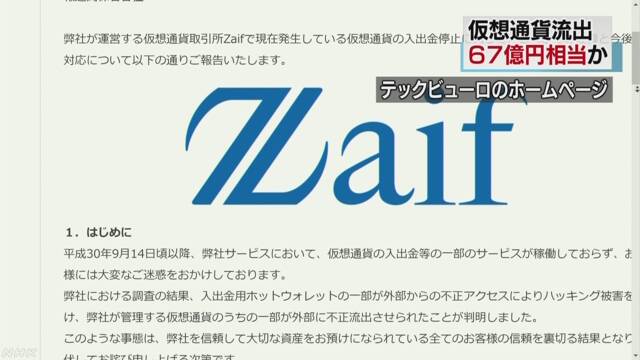 弊社が運営する仮想通貨取引所Zaifで現在発生している仮想通貨の入出金停止に
と今後
対応について以下の通りご報告いたします。
仮想通貨流出
67億円相当か
テックビューロのホームページ
Zaif
1．はじめに
平成30年9月14日頃以降、弊社サービスにおいて、仮想通貨の入出金等の一部のサービスが稼働しておらず、お
様には大変なご迷惑をおかけしております。
弊社における調査の結果、入出金用ホットウォレットの一部が外部からの不正アクセスによりハッキング被害を
け、弊社が管理する仮想通貨のうちの一部が外部に不正流出させられたことが判明しました。
このような事態は、弊社を信頼して大切な資産をお預けになられている全てのお客様の信頼を裏切る結果となり
NHK